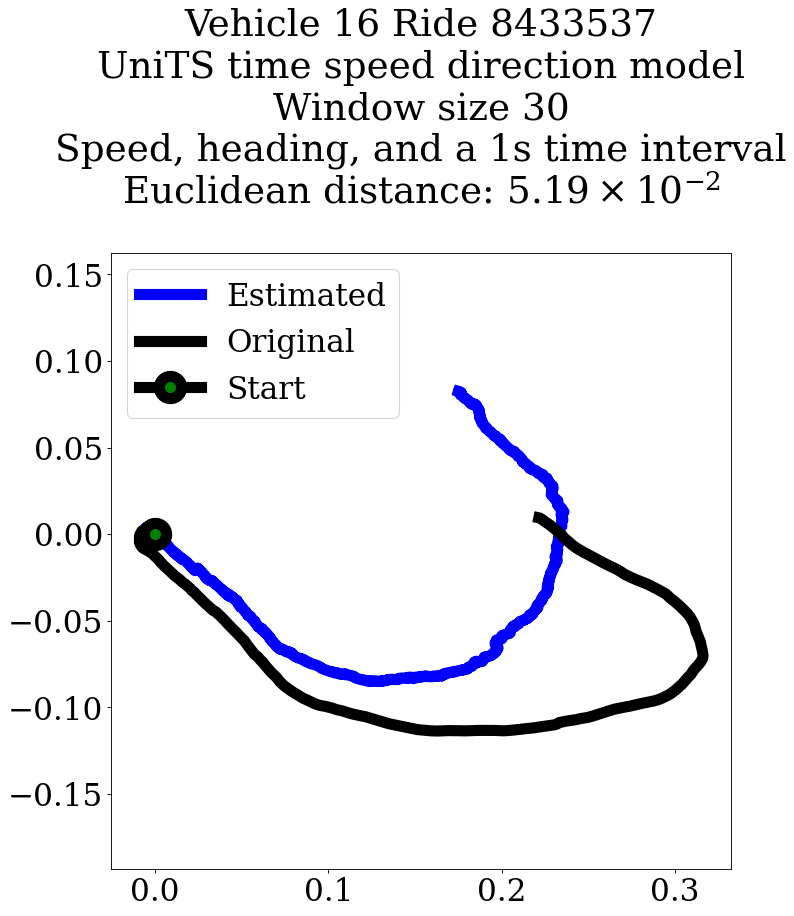 Vehicle 16 Ride 8433537
UniTS time speed direction model
Window size 30
Speed, heading, and a 1s time interval
Euclidean distance: 5.19 × 10⁻²
Estimated
Original
Start
0.15
0.10
0.05
0.00
−0.05
−0.10
−0.15
0.0 0.1 0.2 0.3